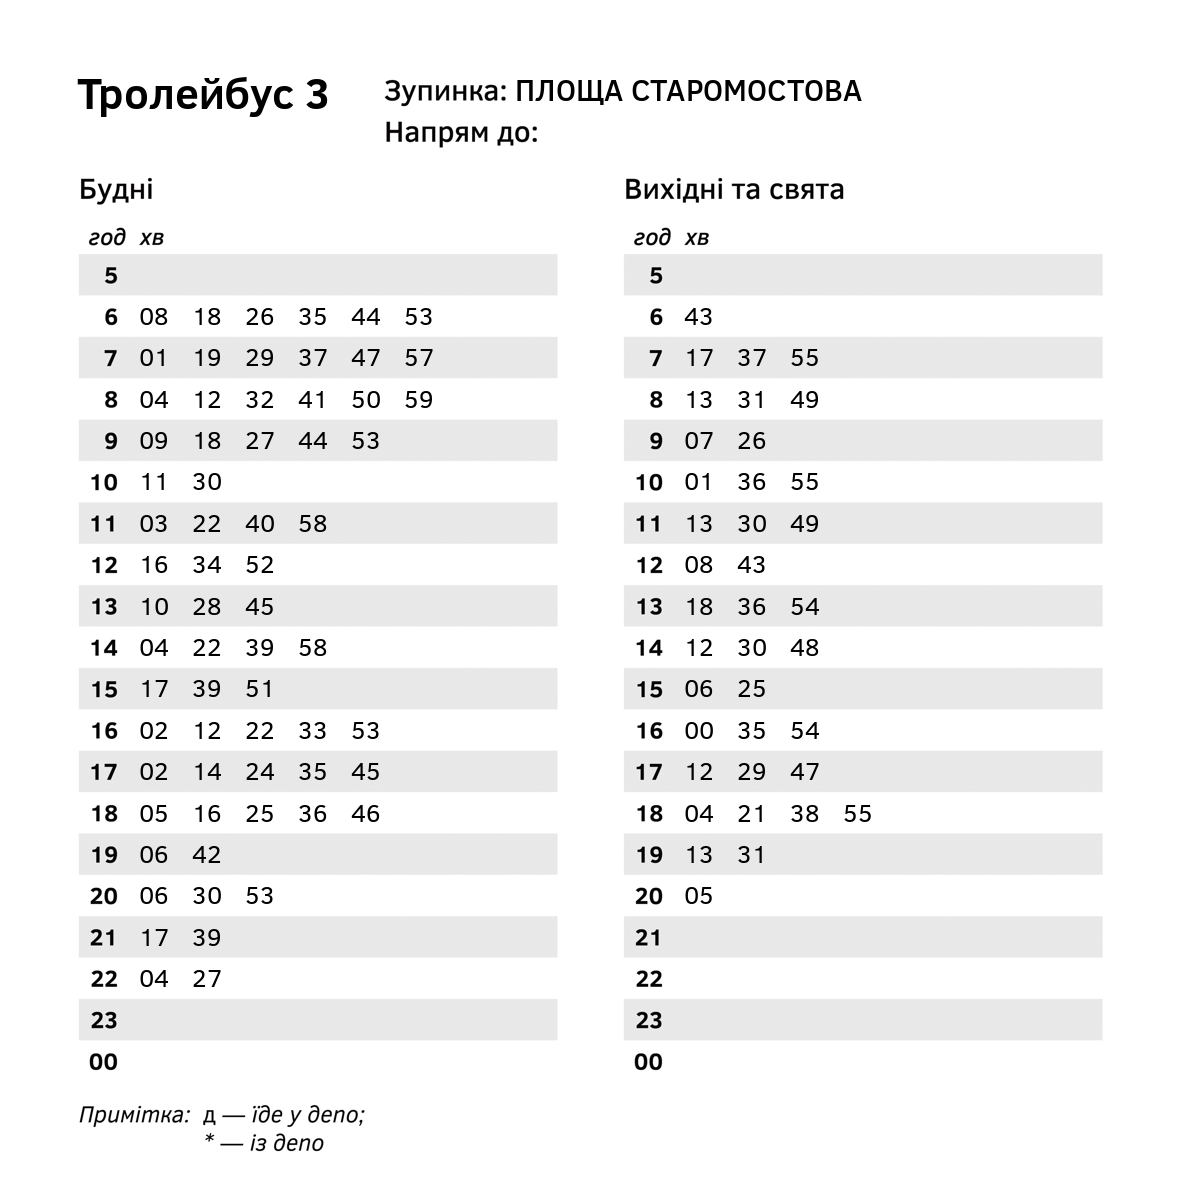 Тролейбус 3
Зупинка: ПЛОЩА СТАРОМОСТОВА
Напрям до:
Будні
год хв
5
6 08 18 26 35 44 53
7 01 19 29 37 47 57
8 04 12 32 41 50 59
9 09 18 27 44 53
10 11 30
11 03 22 40 58
12 16 34 52
13 10 28 45
14 04 22 39 58
15 17 39 51
16 02 12 22 33 53
17 02 14 24 35 45
18 05 16 25 36 46
19 06 42
20 06 30 53
21 17 39
22 04 27
23
00
Вихідні та свята
год хв
5
6 43
7 17 37 55
8 13 31 49
9 07 26
10 01 36 55
11 13 30 49
12 08 43
13 18 36 54
14 12 30 48
15 06 25
16 00 35 54
17 12 29 47
18 04 21 38 55
19 13 31
20 05
21
22
23
00
Примітка: д — їде у депо;
* — із депо